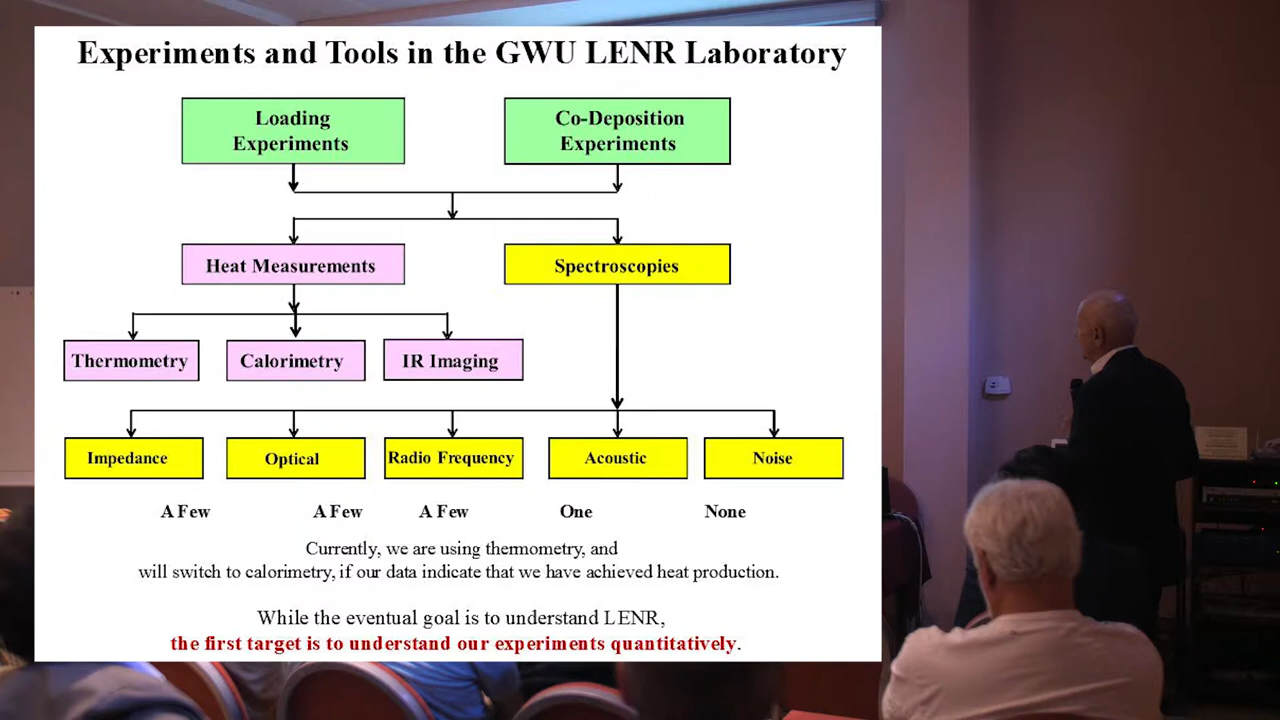 Experiments and Tools in the GWU LENR Laboratory
Loading
Experiments
Co-Deposition
Experiments
Heat Measurements
Spectroscopies
Thermometry
Calorimetry
IR Imaging
Impedance
Optical
Radio Frequency
Acoustic
Noise
A Few
A Few
A Few
One
None
Currently, we are using thermometry, and
will switch to calorimetry, if our data indicate that we have achieved heat production.
While the eventual goal is to understand LENR,
the first target is to understand our experiments quantitatively.